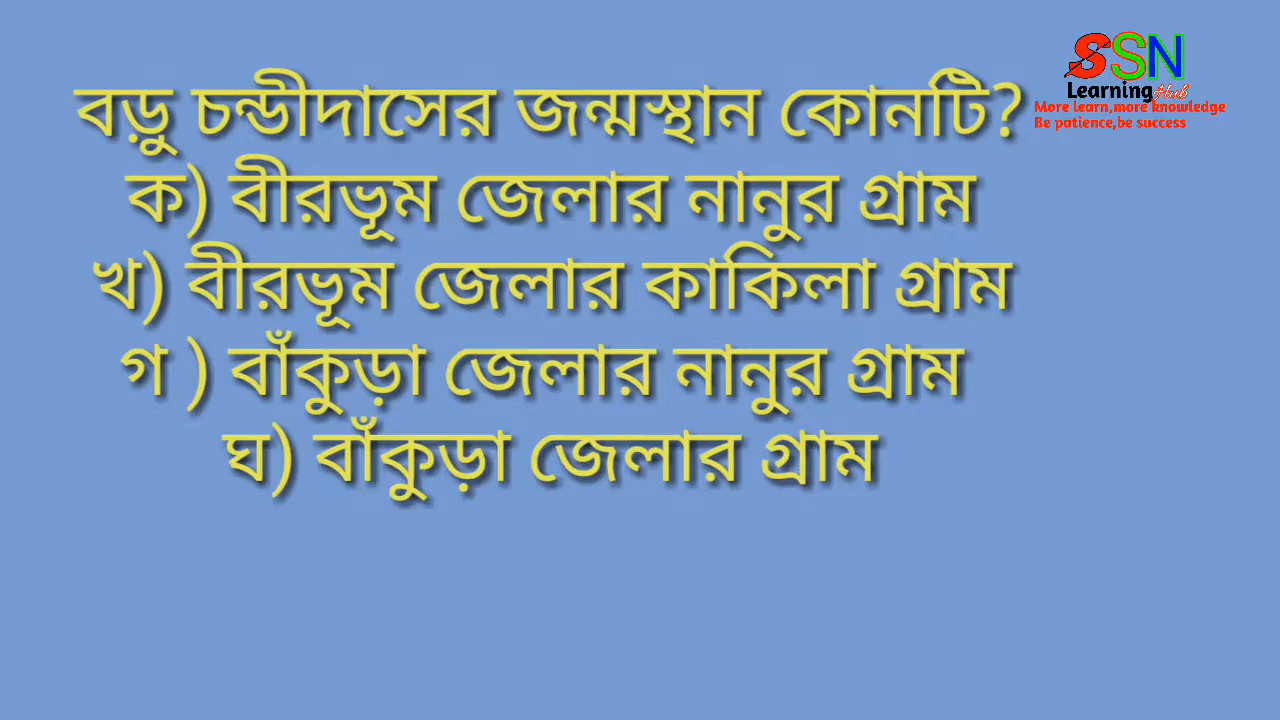 SSN
Learning Hub
More learn,more knowledge
Be patience,be success
বড়ু চন্ডীদাসের জন্মস্থান কোনটি?
ক) বীরভূম জেলার নানুর গ্রাম
খ) বীরভূম জেলার কাকিলা গ্রাম
গ ) বাঁকুড়া জেলার নানুর গ্রাম
ঘ) বাঁকুড়া জেলার গ্রাম